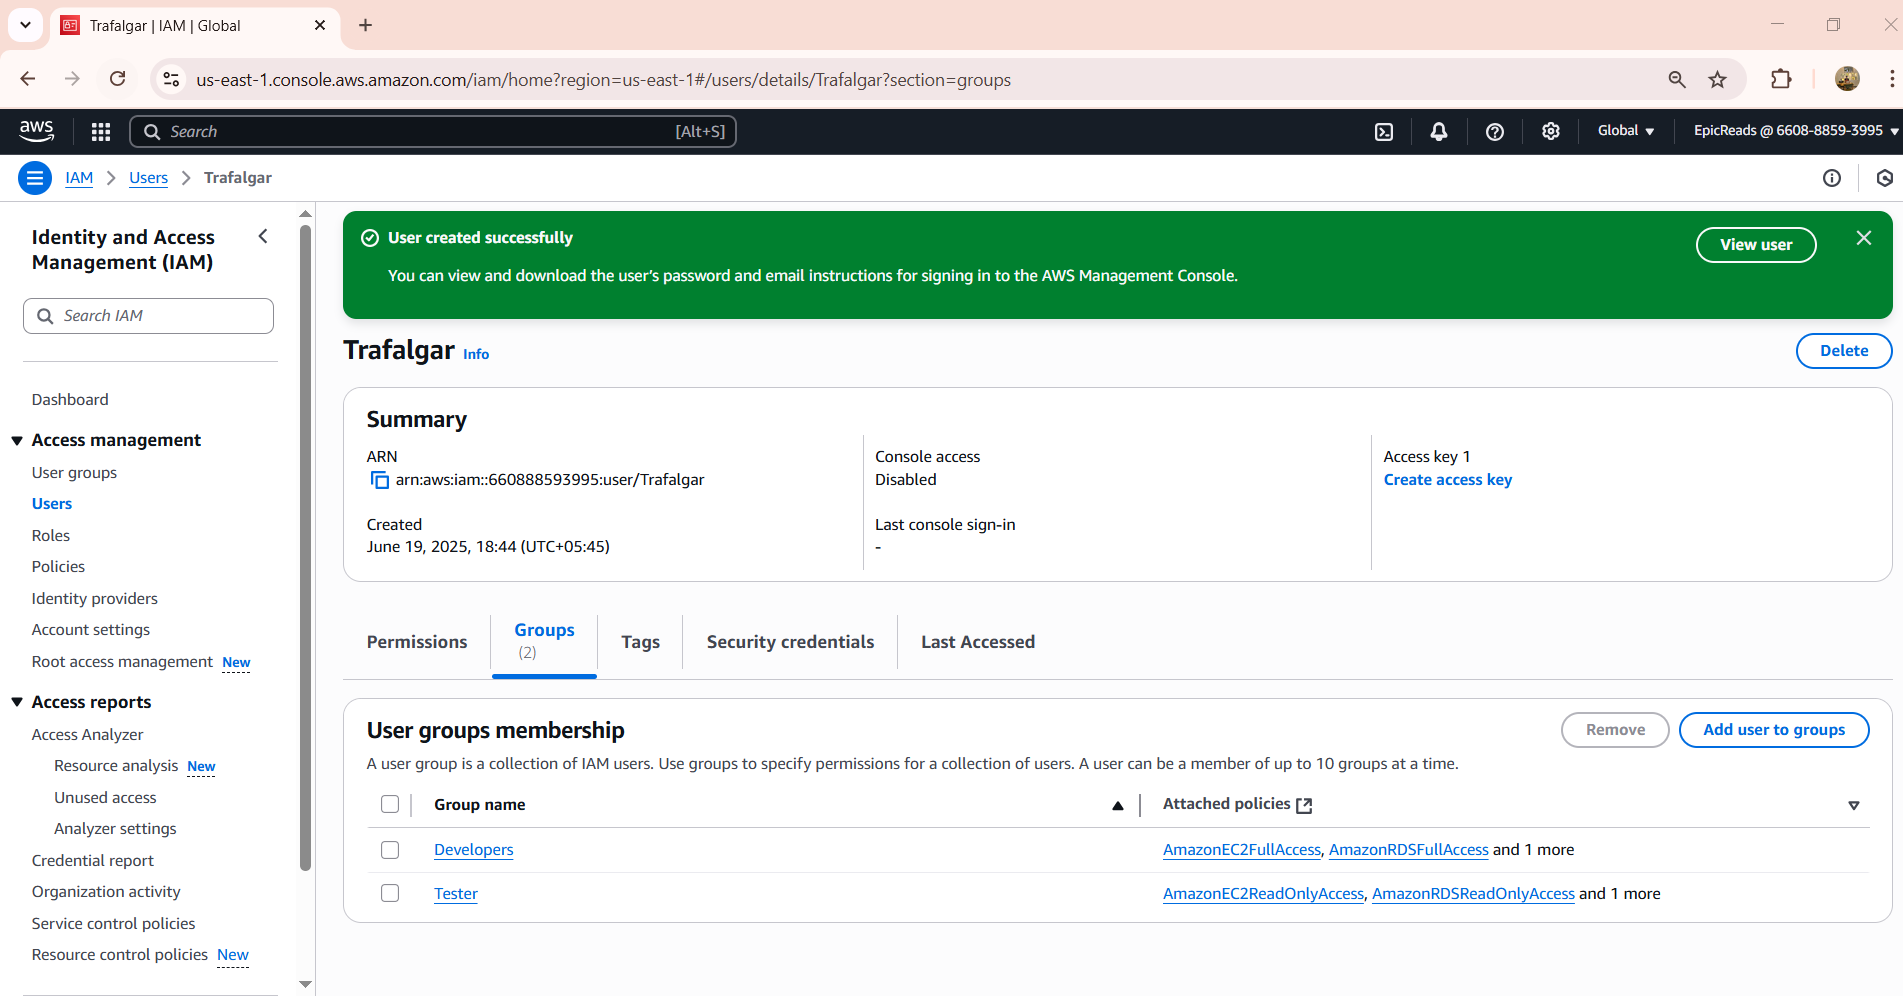 Trafalgar | IAM | Global
us-east-1.console.aws.amazon.com/iam/home?region=us-east-1#/users/details/Trafalgar?section=groups
aws
Search [Alt+S]
Global
EpicReads @ 6608-8859-3995
IAM
Users
Trafalgar
Identity and Access
Management (IAM)
Search IAM
Dashboard
Access management
User groups
Users
Roles
Policies
Identity providers
Account settings
Root access management New
Access reports
Access Analyzer
Resource analysis New
Unused access
Analyzer settings
Credential report
Organization activity
Service control policies
Resource control policies New
User created successfully
You can view and download the user's password and email instructions for signing in to the AWS Management Console.
View user
Trafalgar Info
Delete
Summary
ARN
arn:aws:iam::660888593995:user/Trafalgar
Created
June 19, 2025, 18:44 (UTC+05:45)
Console access
Disabled
Last console sign-in
-
Access key 1
Create access key
Permissions
Groups
(2)
Tags
Security credentials
Last Accessed
User groups membership
Remove
Add user to groups
A user group is a collection of IAM users. Use groups to specify permissions for a collection of users. A user can be a member of up to 10 groups at a time.
Group name
Attached policies
Developers
AmazonEC2FullAccess, AmazonRDSFullAccess and 1 more
Tester
AmazonEC2ReadOnlyAccess, AmazonRDSReadOnlyAccess and 1 more